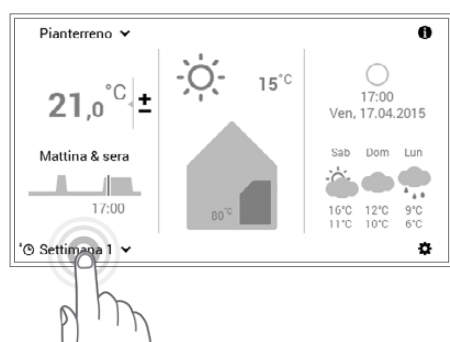 Pianterreno
21,0°C ±
Mattina & sera
17:00
Settimana 1
15°C
80°C
17:00
Ven, 17.04.2015
Sab Dom Lun
16°C 12°C 9°C
11°C 10°C 6°C